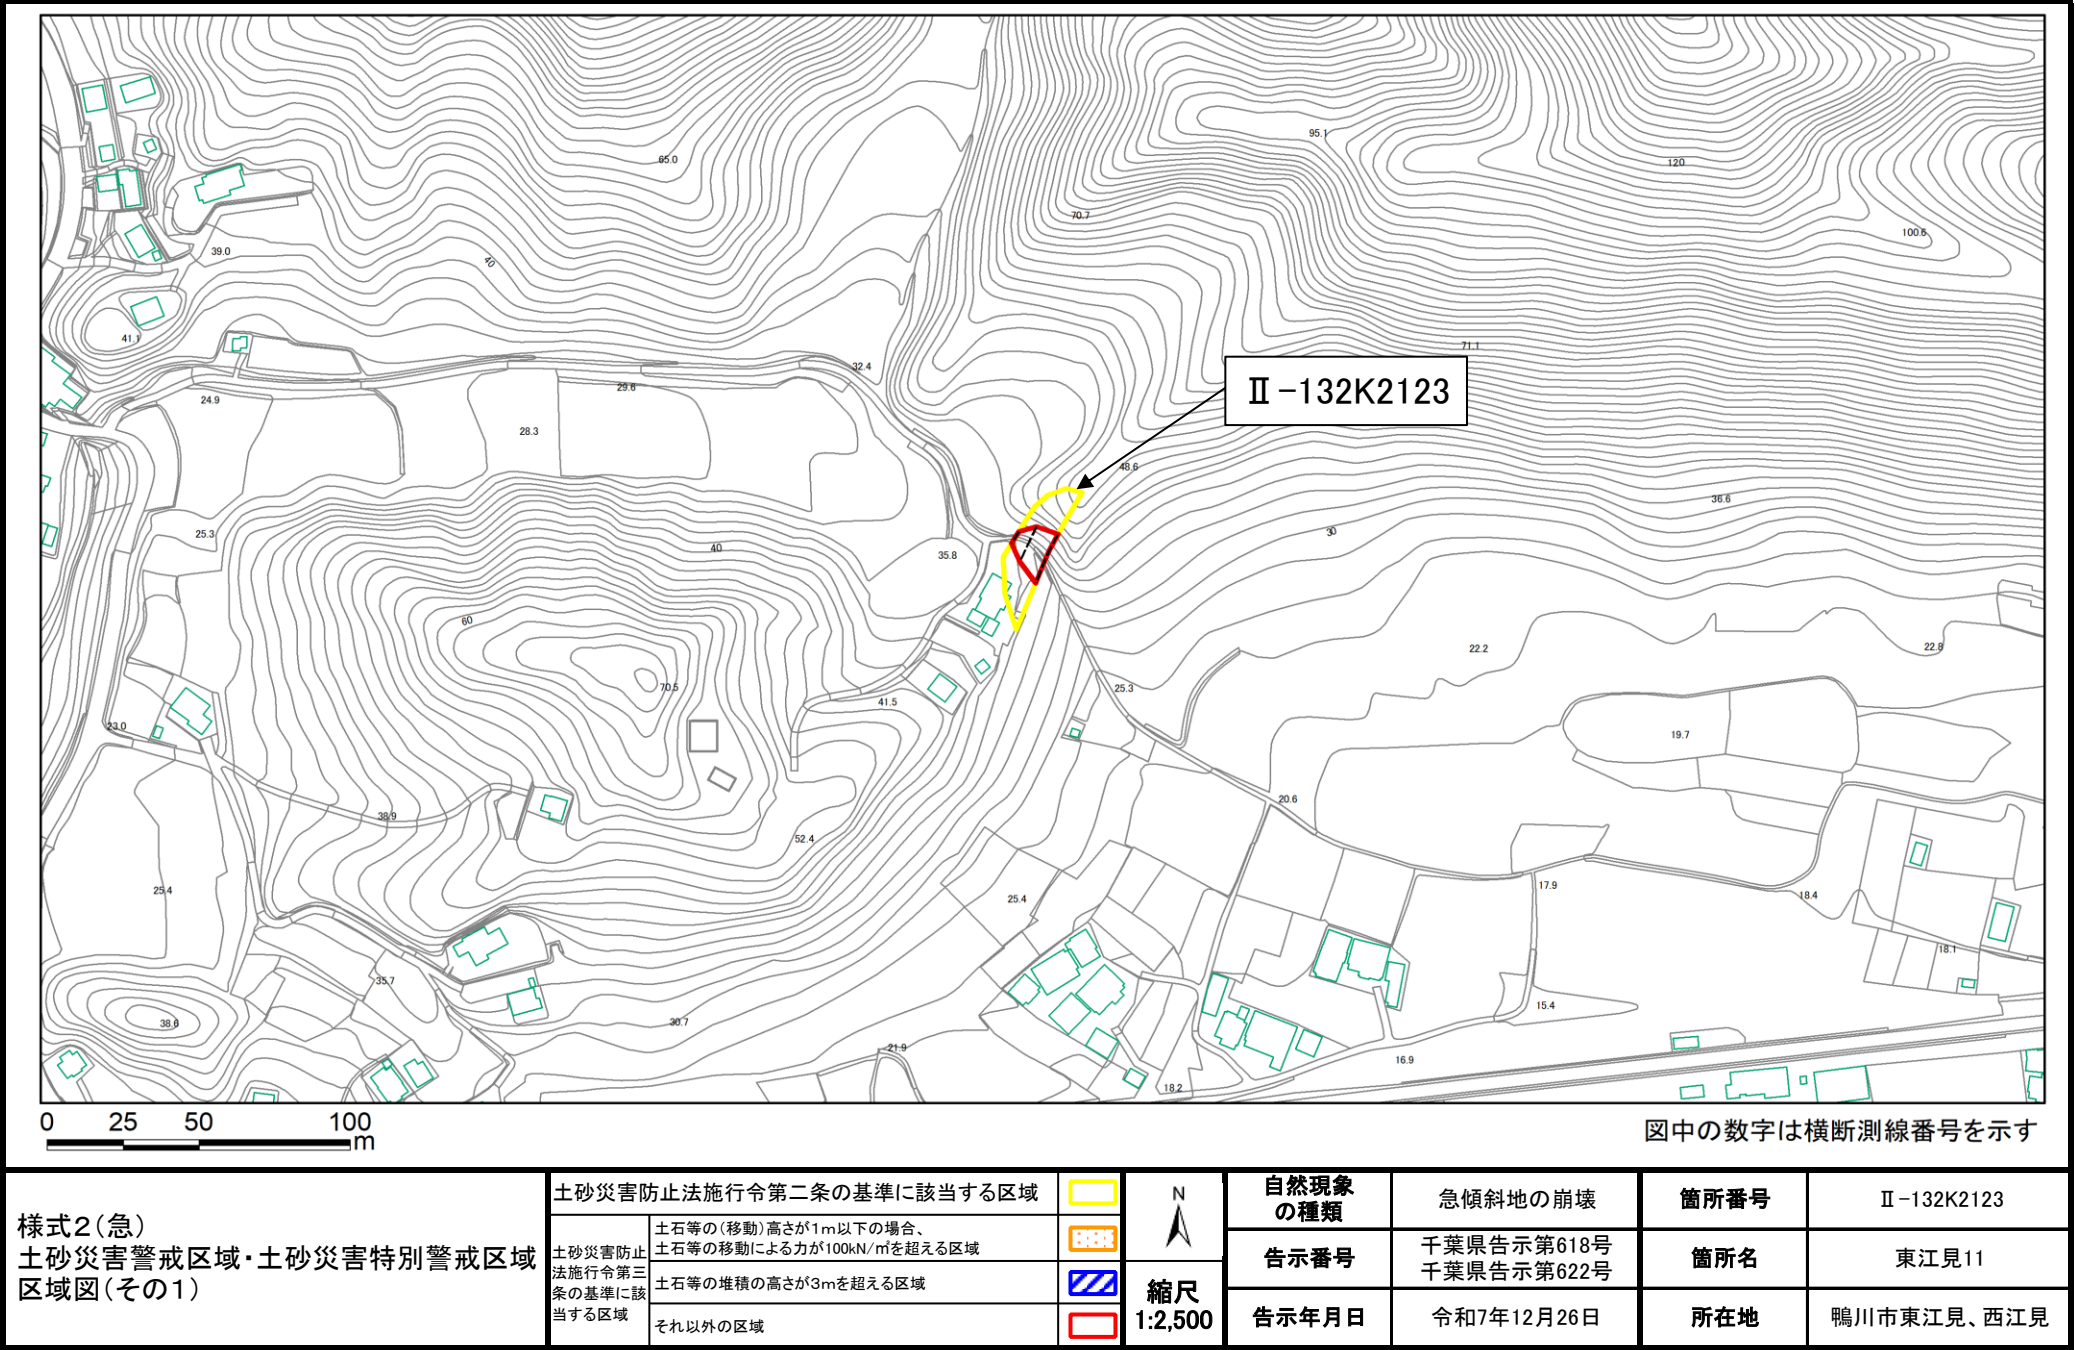 95.1
65.0
120
70.7
100.6
39.0
40
41.1
71.1
32.4
29.6
24.9
Ⅱ-132K2123
28.3
48.6
36.6
25.3
30
40
35.8
60
22.2
22.8
70.5
25.3
41.5
23.0
19.7
20.6
38.9
52.4
17.9
25.4
25.4
18.4
18.1
35.7
15.4
38.6
30.7
21.9
16.9
18.2
0 25 50 100
m
図中の数字は横断測線番号を示す
様式2(急)
土砂災害警戒区域・土砂災害特別警戒区域
区域図(その1)
土砂災害防止法施行令第二条の基準に該当する区域
土砂災害防止
法施行令第三
条の基準に該
当する区域
土石等の(移動)高さが1m以下の場合、
土石等の移動による力が100kN/㎡を超える区域
土石等の堆積の高さが3mを超える区域
それ以外の区域
N
縮尺
1:2,500
自然現象
の種類
急傾斜地の崩壊
箇所番号
Ⅱ-132K2123
告示番号
千葉県告示第618号
千葉県告示第622号
箇所名
東江見11
告示年月日
令和7年12月26日
所在地
鴨川市東江見、西江見